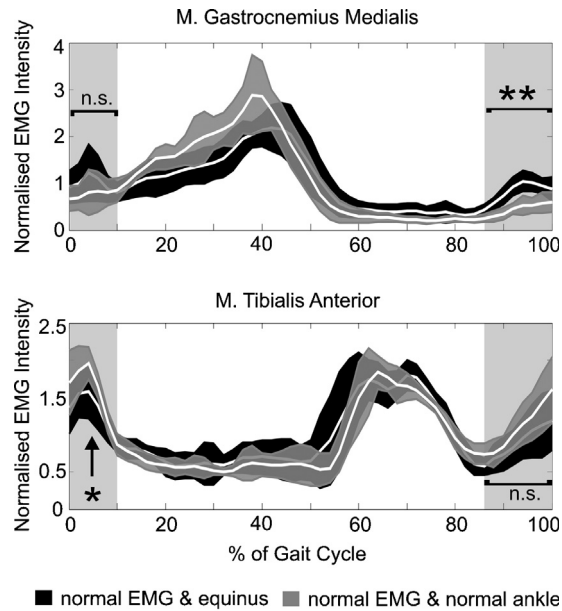 M. Gastrocnemius Medialis
Normalised EMG Intensity
4
3
2
1
0
n.s.
**
0 20 40 60 80 100
M. Tibialis Anterior
Normalised EMG Intensity
2.5
1.5
0.5
0
*
n.s.
0 20 40 60 80 100
% of Gait Cycle
normal EMG & equinus normal EMG & normal ankle